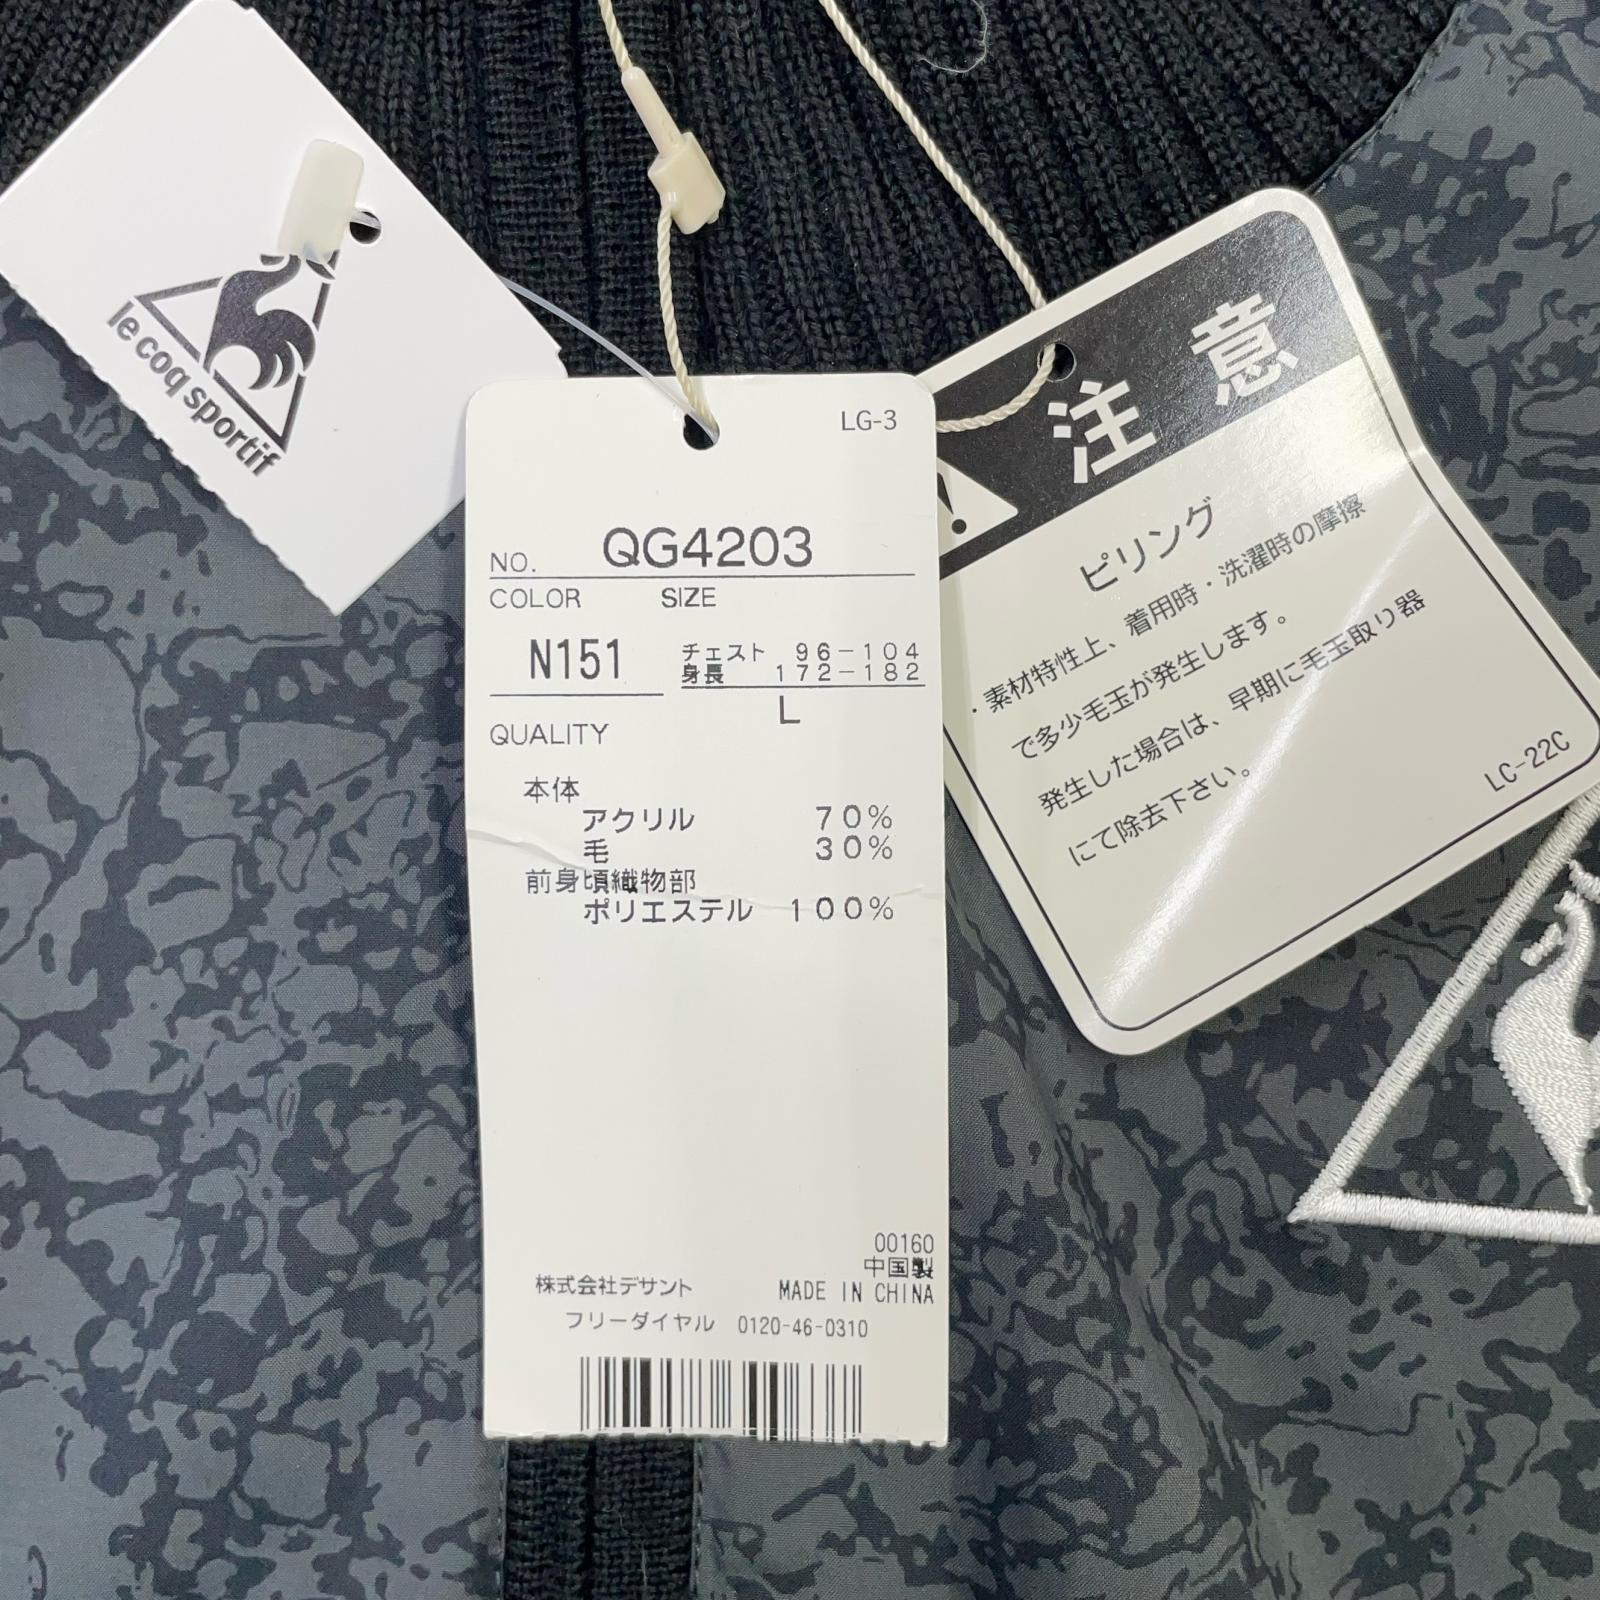 le coq sportif
LG-3
NO. QG4203
COLOR SIZE
N151 チェスト 96-104
身長 172-182
L
QUALITY
本体
アクリル 70%
毛 30%
前身頃織物部
ポリエステル 100%
00160
中国製
株式会社デサント MADE IN CHINA
フリーダイヤル 0120-46-0310
注意
ピリング
・素材特性上、着用時・洗濯時の摩擦
で多少毛玉が発生します。
発生した場合は、早期に毛玉取り器
にて除去下さい。
LC-22C